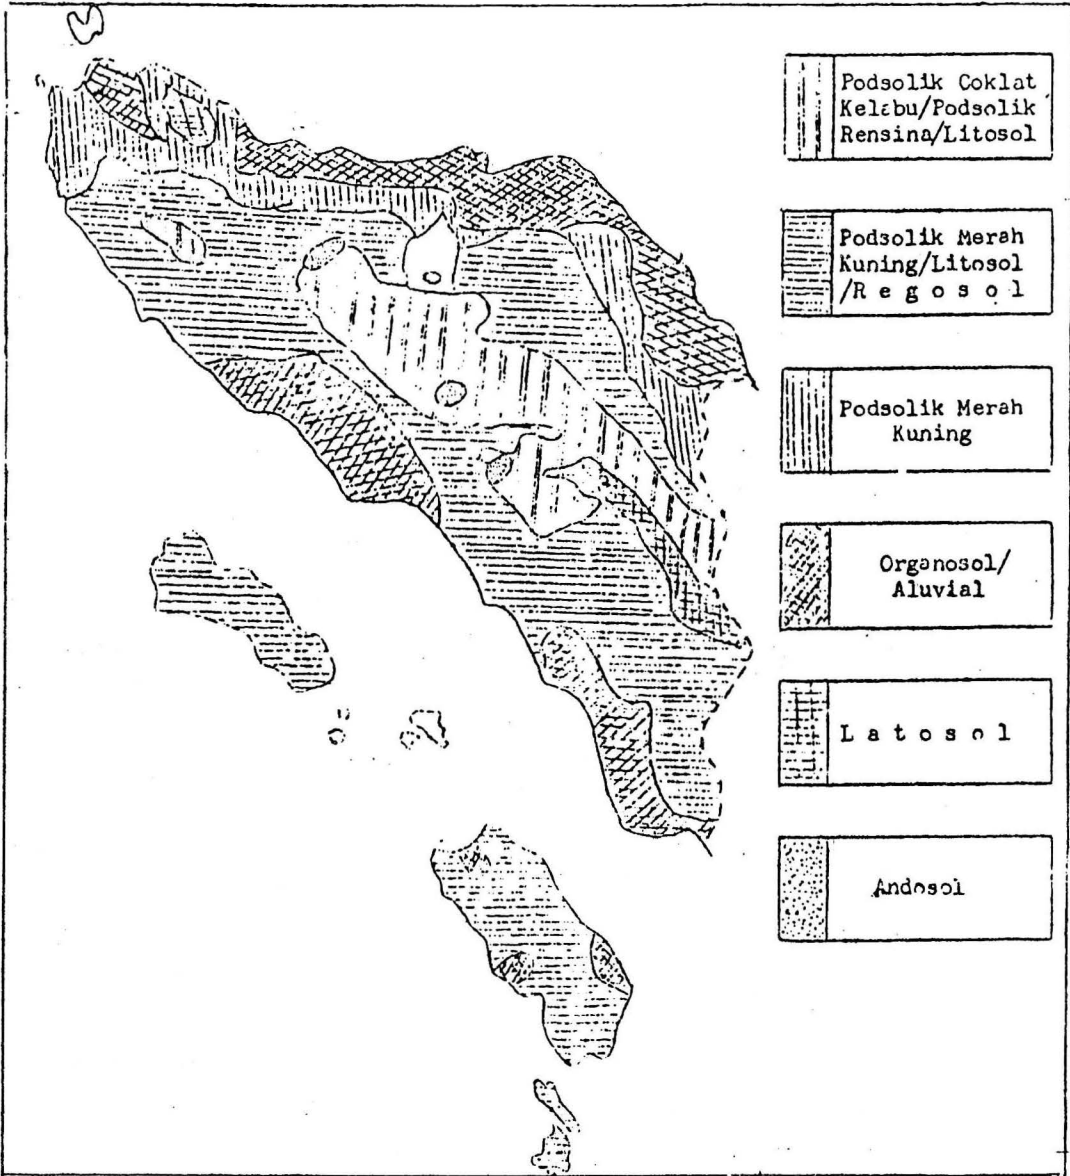 Podsolik Coklat
Kelabu/Podsolik
Rensina/Litosol
Podsolik Merah
Kuning/Litosol
/R e g o s o l
Podsolik Merah
Kuning
Organosol/
Aluvial
L a t o s o l
Andosol